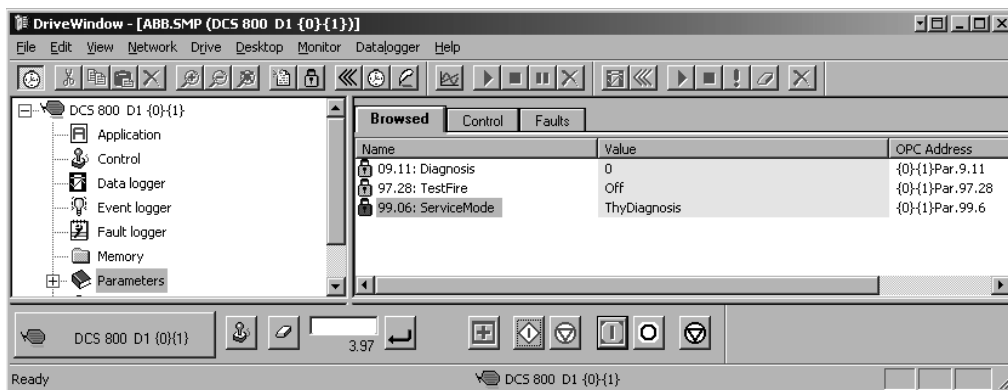 DriveWindow - [ABB.SMP (DCS 800 D1 {0}{1})]
File Edit View Network Drive Desktop Monitor Datalogger Help
DCS 800 D1 {0}{1}
Application
Control
Data logger
Event logger
Fault logger
Memory
Parameters
Browsed Control Faults
Name Value OPC Address
09.11: Diagnosis 0 {0}{1}Par.9.11
97.28: TestFire Off {0}{1}Par.97.28
99.06: ServiceMode ThyDiagnosis {0}{1}Par.99.6
DCS 800 D1 {0}{1}
3.97
Ready DCS 800 D1 {0}{1}